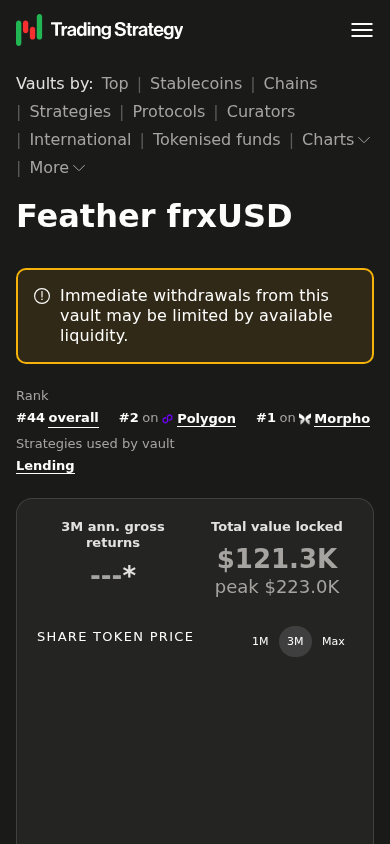 Trading Strategy
Vaults by: Top | Stablecoins | Chains
| Strategies | Protocols | Curators
| International | Tokenised funds | Charts
| More
Feather frxUSD
Immediate withdrawals from this
vault may be limited by available
liquidity.
Rank
#44 overall #2 on Polygon #1 on Morpho
Strategies used by vault
Lending
3M ann. gross
returns
---*
Total value locked
$121.3K
peak $223.0K
SHARE TOKEN PRICE
1M 3M Max